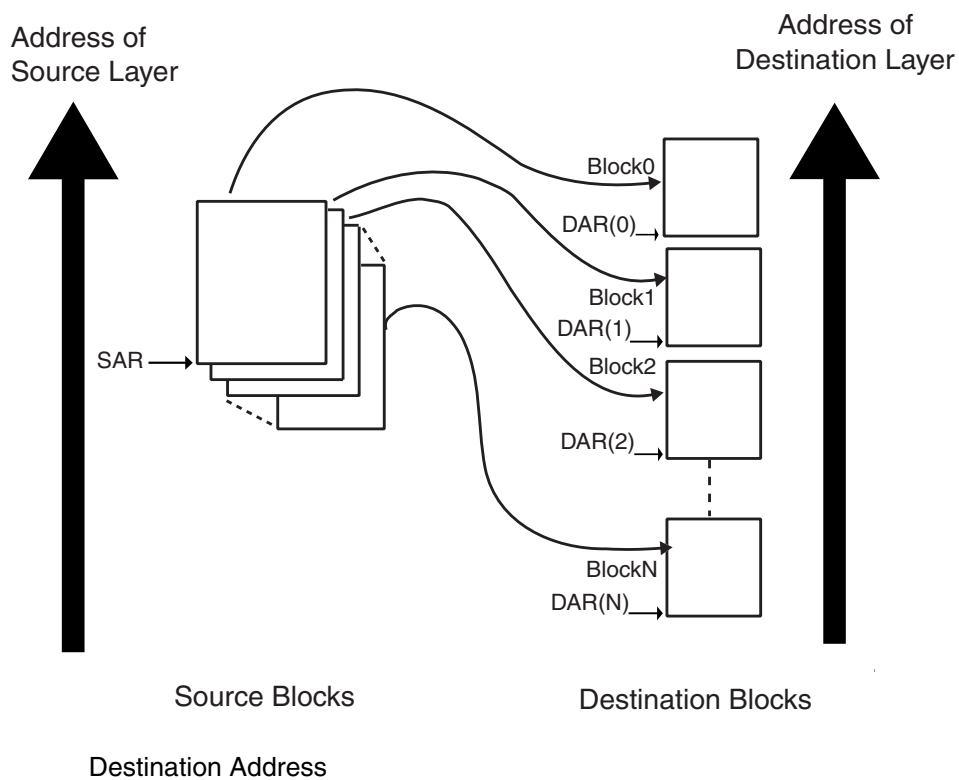 Address of
Source Layer
Address of
Destination Layer
Block0
DAR(0)
Block1
DAR(1)
SAR
Block2
DAR(2)
BlockN
DAR(N)
Source Blocks
Destination Blocks
Destination Address